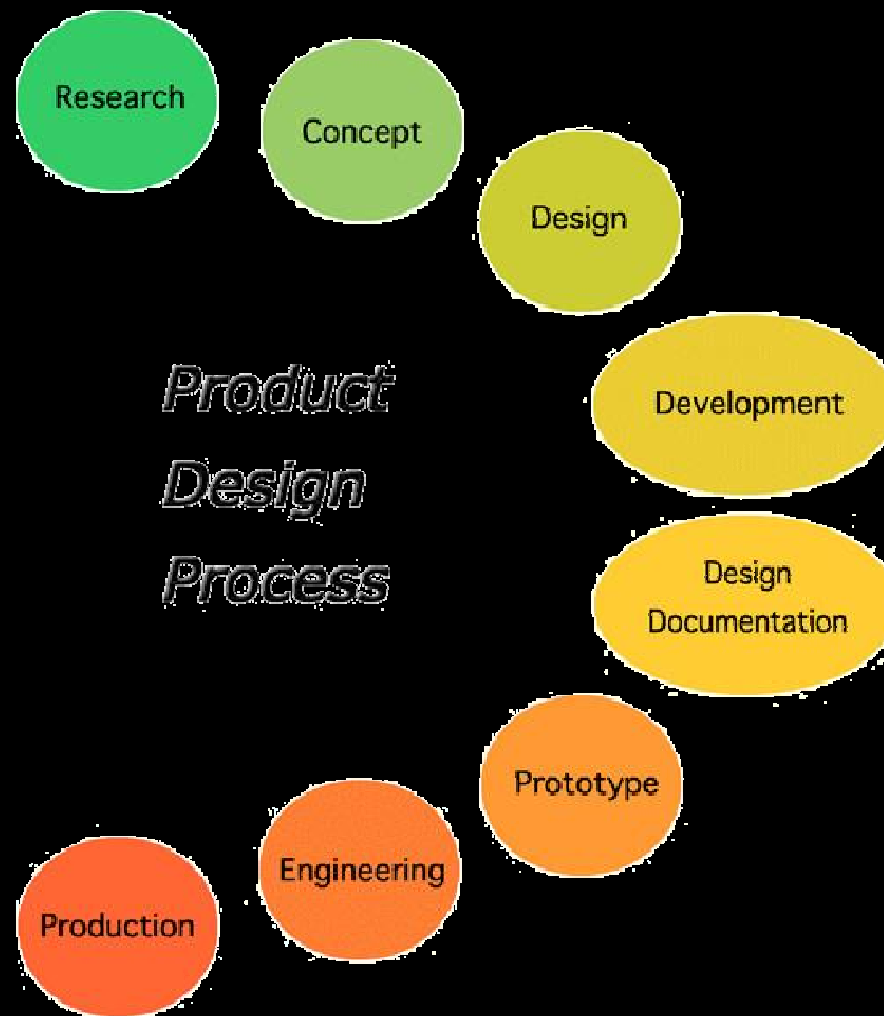 Research
Concept
Design
Development
Design
Documentation
Prototype
Engineering
Production
Product
Design
Process